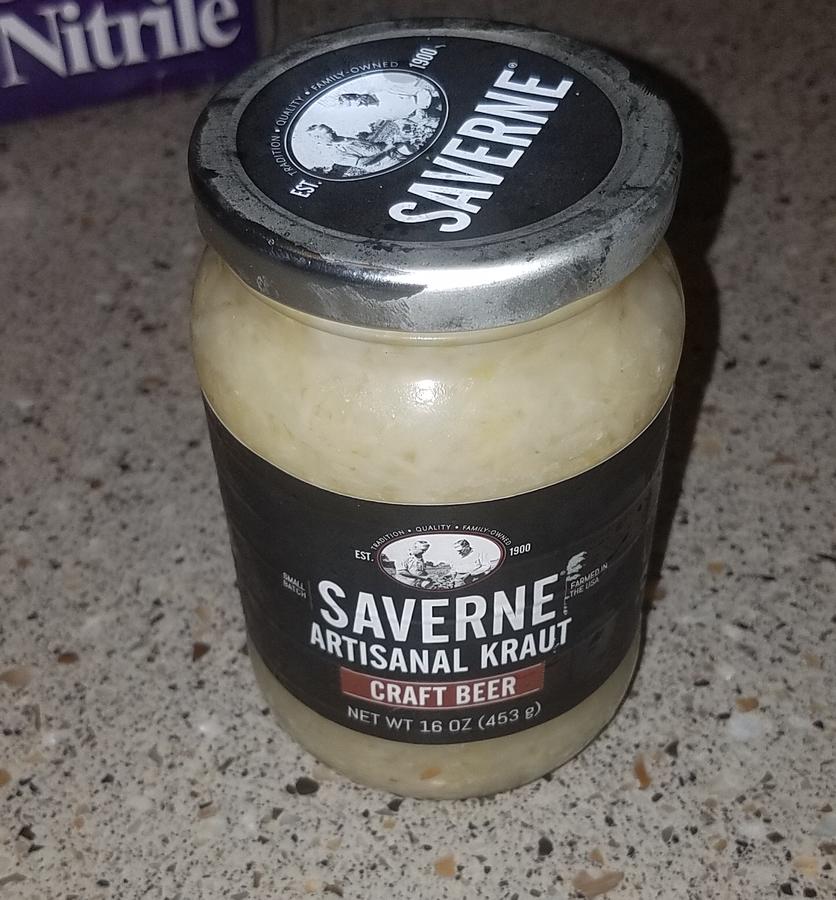 Nitrile
EST. TRADITION • QUALITY • FAMILY-OWNED 1900
SAVERNE®
EST. TRADITION • QUALITY • FAMILY-OWNED 1900
SMALL
BATCH
SAVERNE
FARMED IN
THE USA
ARTISANAL KRAUT
CRAFT BEER
NET WT 16 OZ (453 g)